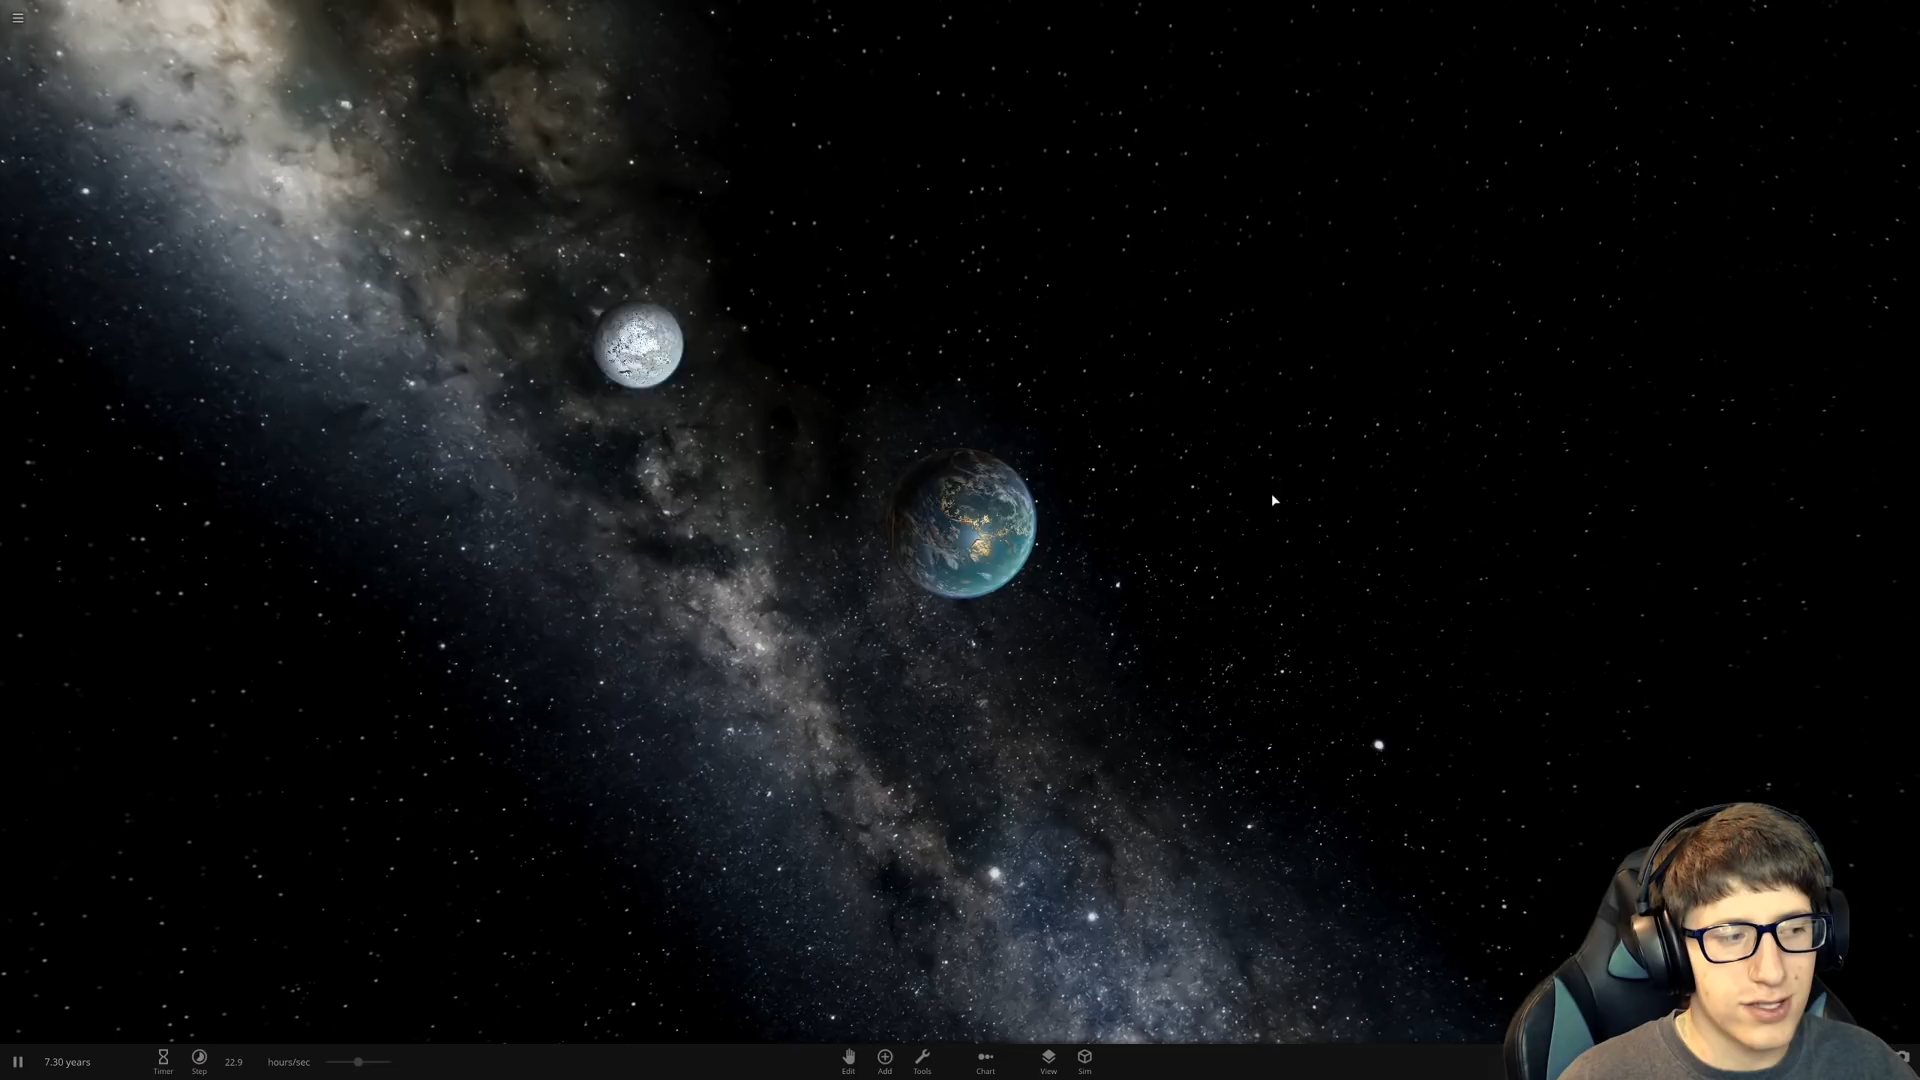 7.30 years
Timer
Step
22.9
hours/sec
Edit
Add
Tools
Chart
View
Sim